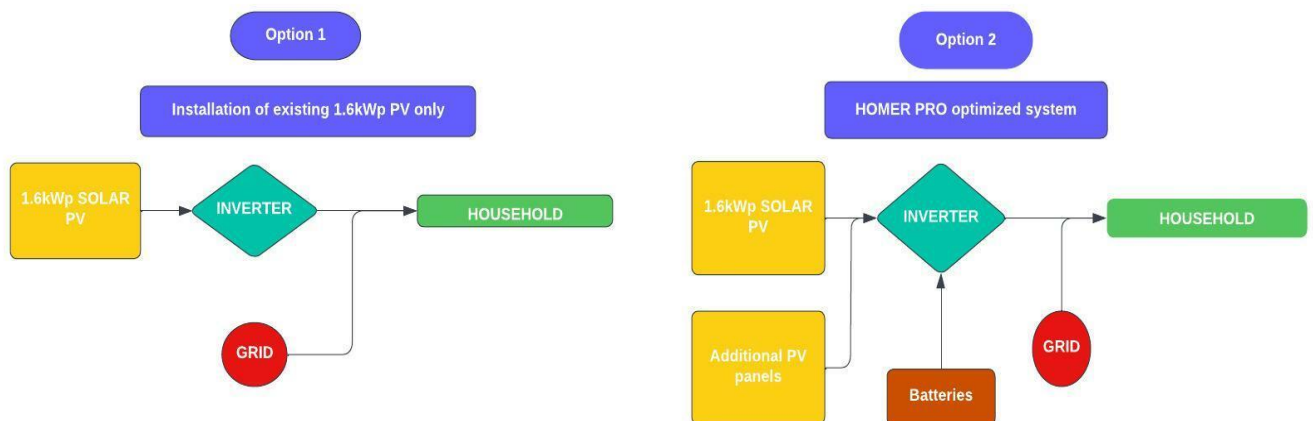 Option 1
Installation of existing 1.6kWp PV only
1.6kWp SOLAR
PV
INVERTER
HOUSEHOLD
GRID
Option 2
HOMER PRO optimized system
1.6kWp SOLAR
PV
INVERTER
HOUSEHOLD
Additional PV
panels
Batteries
GRID